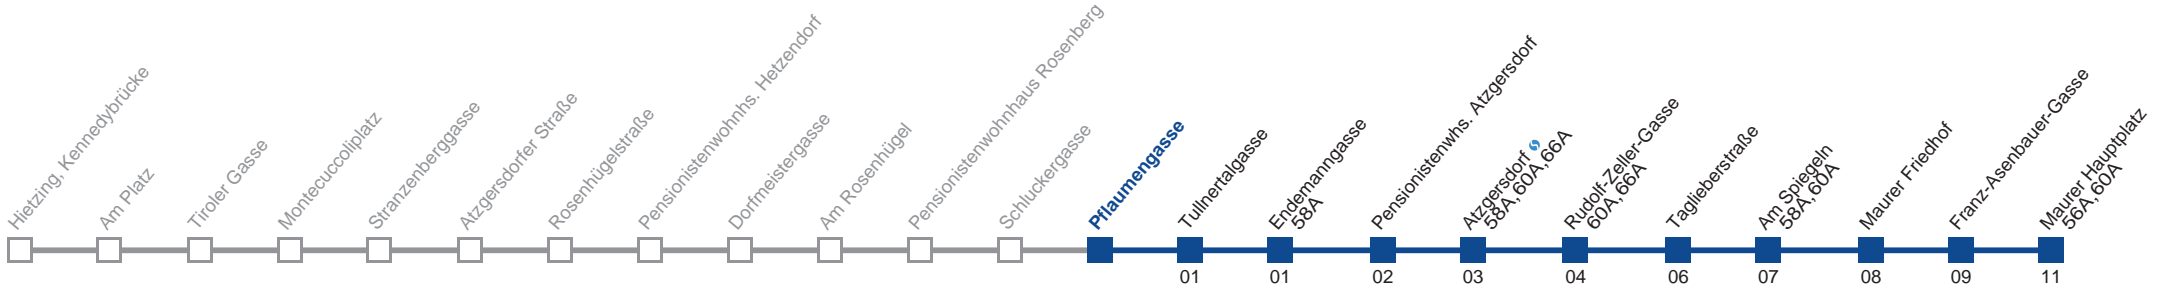 Hietzing, Kennedybrücke
Am Platz
Tiroler Gasse
Montecuccoliplatz
Stranzenberggasse
Atzgersdorfer Straße
Rosenhügelstraße
Pensionistenwohnhs. Hetzendorf
Dorfmeistergasse
Am Rosenhügel
Pensionistenwohnhaus Rosenberg
Schluckergasse
Pflaumengasse
Tullnertalgasse
01
Endemanngasse
58A
01
Pensionistenwhs. Atzgersdorf
02
Atzgersdorf
58A,60A,66A
03
Rudolf-Zeller-Gasse
60A,66A
04
Taglieberstraße
06
Am Spiegeln
58A,60A
07
Maurer Friedhof
08
Franz-Asenbauer-Gasse
09
Maurer Hauptplatz
56A,60A
11